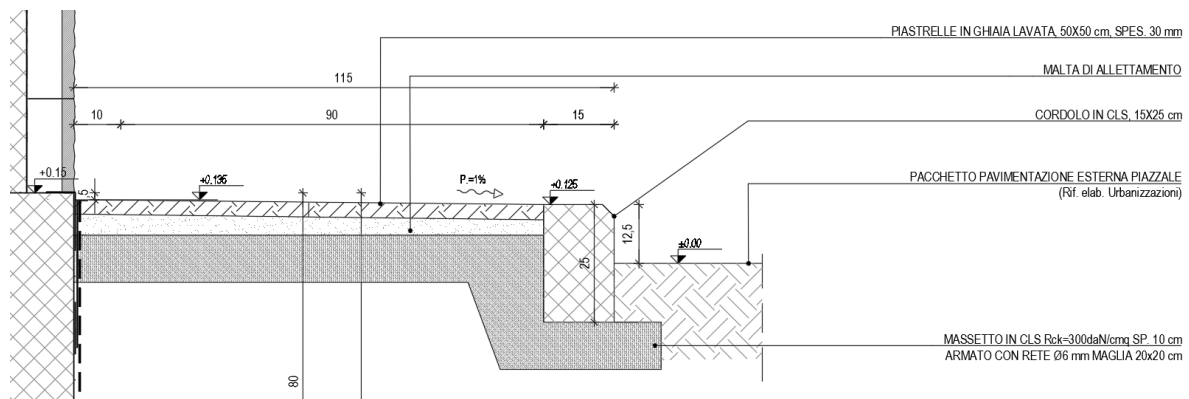 PIASTRELLE IN GHIAIA LAVATA, 50X50 cm, SPES. 30 mm
MALTA DI ALLETTAMENTO
115
CORDOLO IN CLS, 15X25 cm
10
90
15
PACCHETTO PAVIMENTAZIONE ESTERNA PIAZZALE
(Rif. elab. Urbanizzazioni)
+0.15
+0.135
P.=1%
+0.125
12,5
±0.00
25
MASSETTO IN CLS Rck=300daN/cmq SP. 10 cm
ARMATO CON RETE Ø6 mm MAGLIA 20x20 cm
80